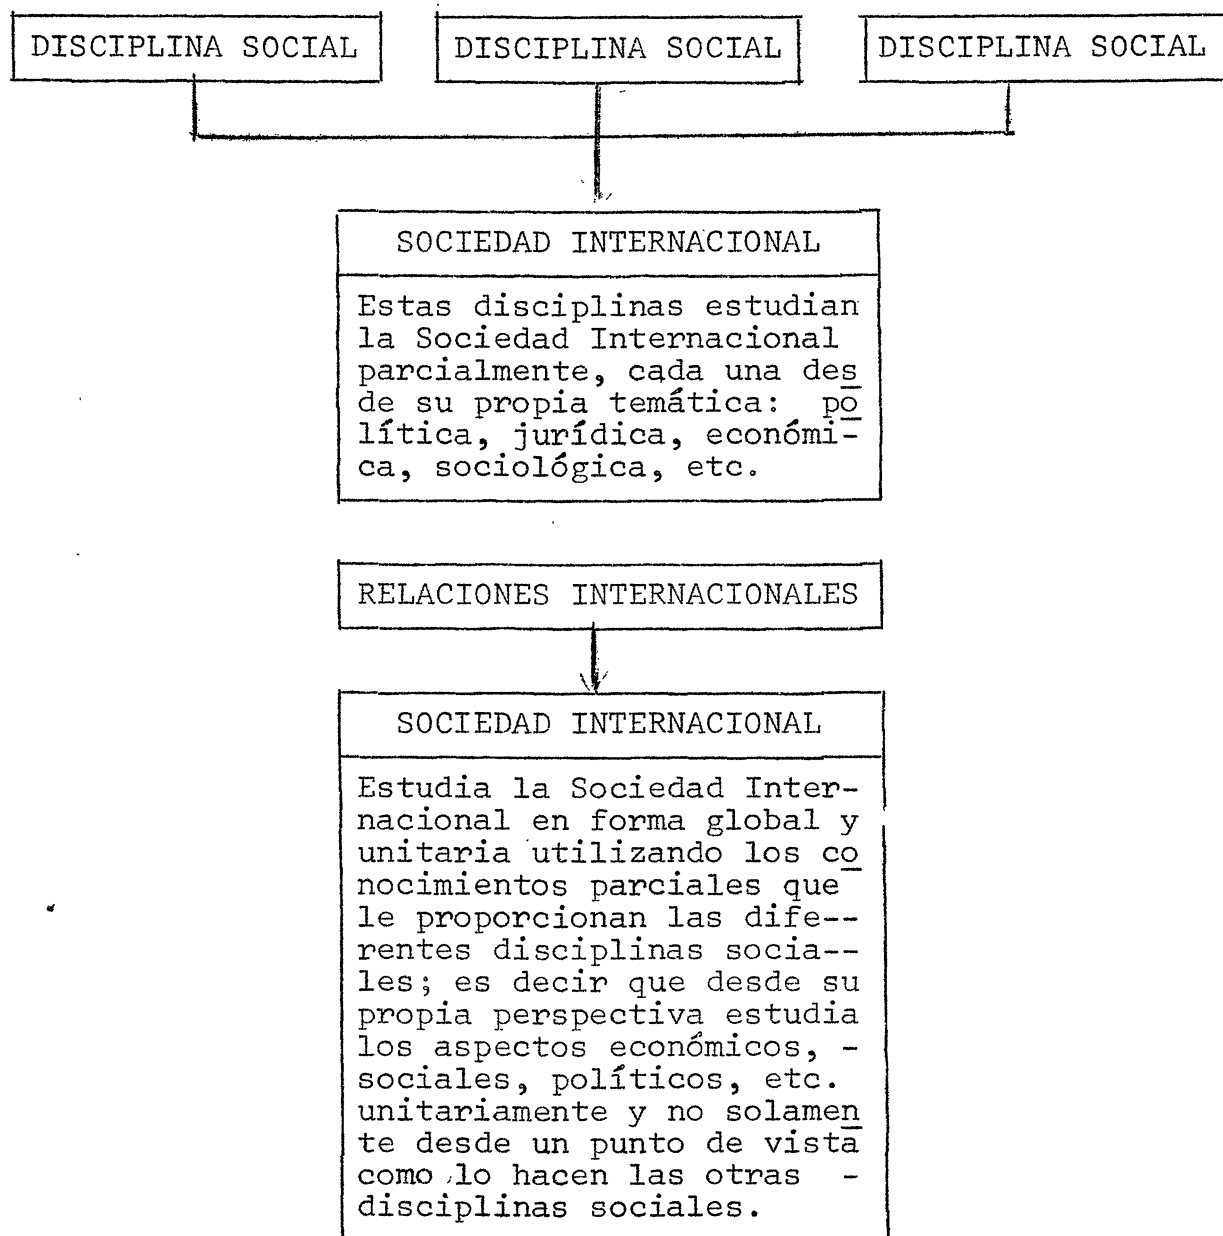 DISCIPLINA SOCIAL DISCIPLINA SOCIAL DISCIPLINA SOCIAL
SOCIEDAD INTERNACIONAL
Estas disciplinas estudian
la Sociedad Internacional
parcialmente, cada una des
de su propia temática: po
lítica, jurídica, económi-
ca, sociológica, etc.
RELACIONES INTERNACIONALES
SOCIEDAD INTERNACIONAL
Estudia la Sociedad Inter-
nacional en forma global y
unitaria utilizando los co
nocimientos parciales que
le proporcionan las dife--
rentes disciplinas socia--
les; es decir que desde su
propia perspectiva estudia
los aspectos económicos, -
sociales, políticos, etc.
unitariamente y no solamen
te desde un punto de vista
como lo hacen las otras -
disciplinas sociales.